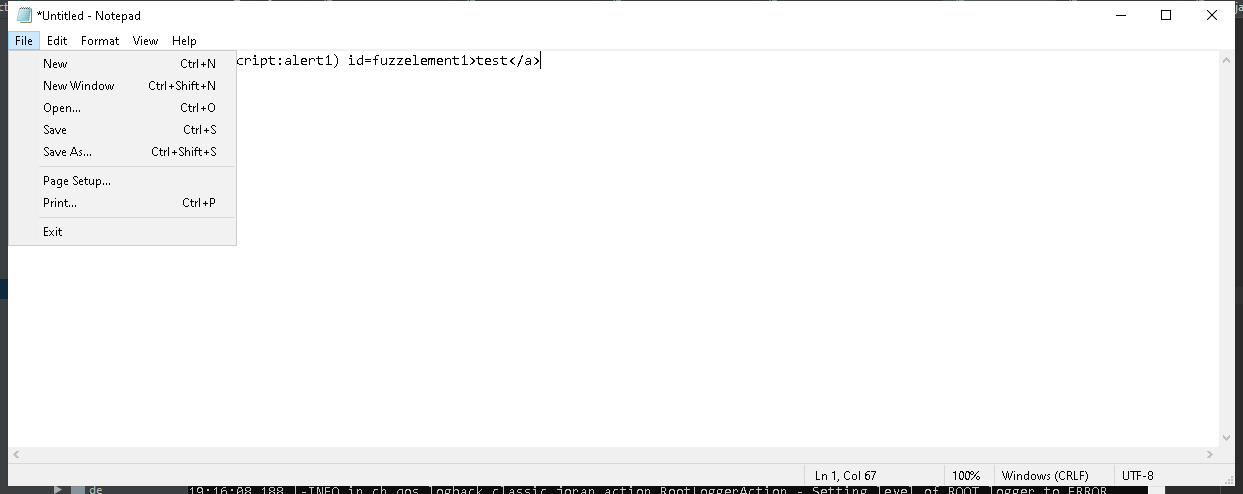 *Untitled - Notepad
File Edit Format View Help
cript:alert1) id=fuzzelement1>test</a>
New Ctrl+N
New Window Ctrl+Shift+N
Open... Ctrl+O
Save Ctrl+S
Save As... Ctrl+Shift+S
Page Setup...
Print... Ctrl+P
Exit
Ln 1, Col 67 100% Windows (CRLF) UTF-8
de 19:16:08,188 |-INFO in ch.qos.logback.classic.joran.action.RootLoggerAction - Setting level of ROOT logger to ERROR